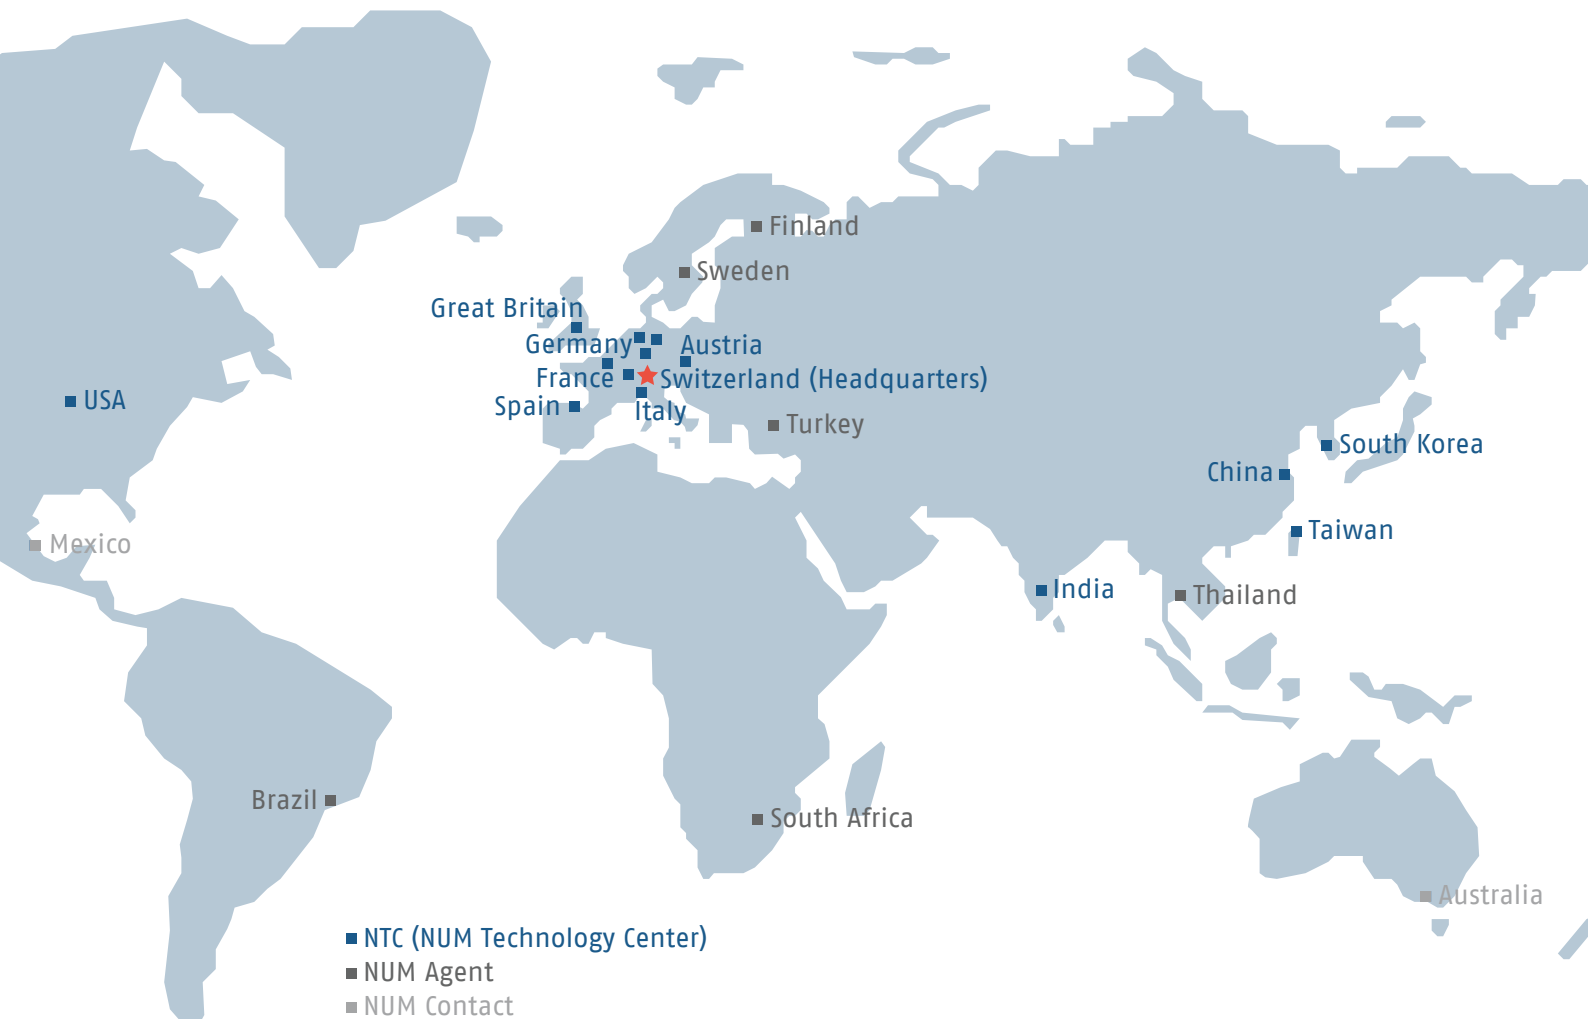 Finland
Sweden
Great Britain
Germany
Austria
France
Switzerland (Headquarters)
USA
Spain
Italy
Turkey
South Korea
China
Taiwan
Mexico
India
Thailand
Brazil
South Africa
Australia
NTC (NUM Technology Center)
NUM Agent
NUM Contact